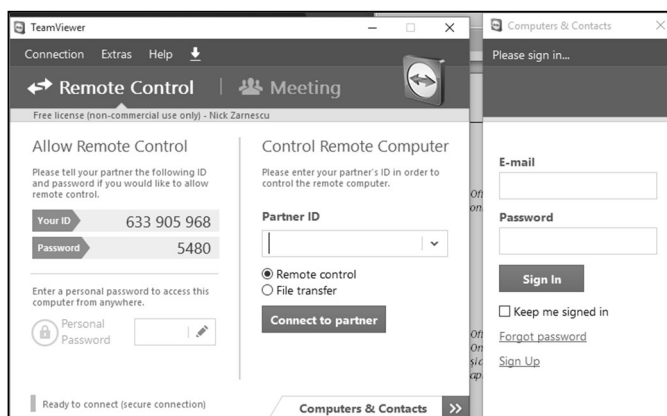 TeamViewer
Connection Extras Help
Remote Control Meeting
Free license (non-commercial use only) - Nick Zarnescu
Allow Remote Control
Please tell your partner the following ID
and password if you would like to allow
remote control.
Your ID 633 905 968
Password 5480
Enter a personal password to access this
computer from anywhere.
Personal
Password
Control Remote Computer
Please enter your partner's ID in order to
control the remote computer.
Partner ID
Remote control
File transfer
Connect to partner
Ready to connect (secure connection)
Computers & Contacts
Computers & Contacts
Please sign in...
E-mail
Password
Sign In
Keep me signed in
Forgot password
Sign Up